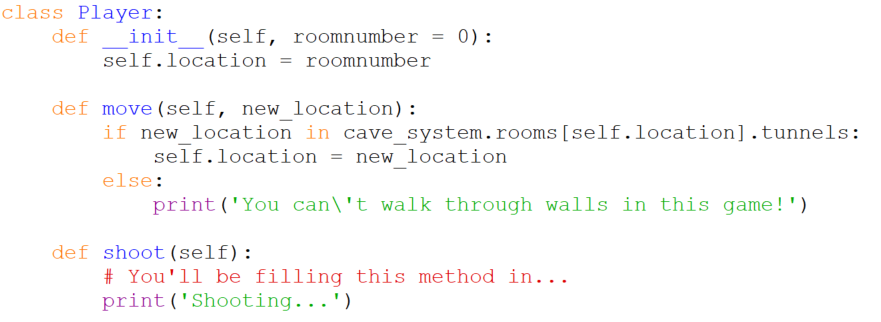 class Player:
    def __init__(self, roomnumber = 0):
        self.location = roomnumber

    def move(self, new_location):
        if new_location in cave_system.rooms[self.location].tunnels:
            self.location = new_location
        else:
            print('You can\'t walk through walls in this game!')

    def shoot(self):
        # You'll be filling this method in...
        print('Shooting...')